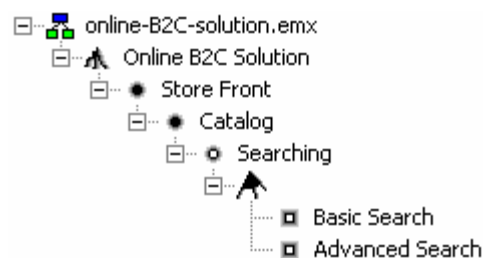 online-B2C-solution.emx
Online B2C Solution
Store Front
Catalog
Searching
Basic Search
Advanced Search